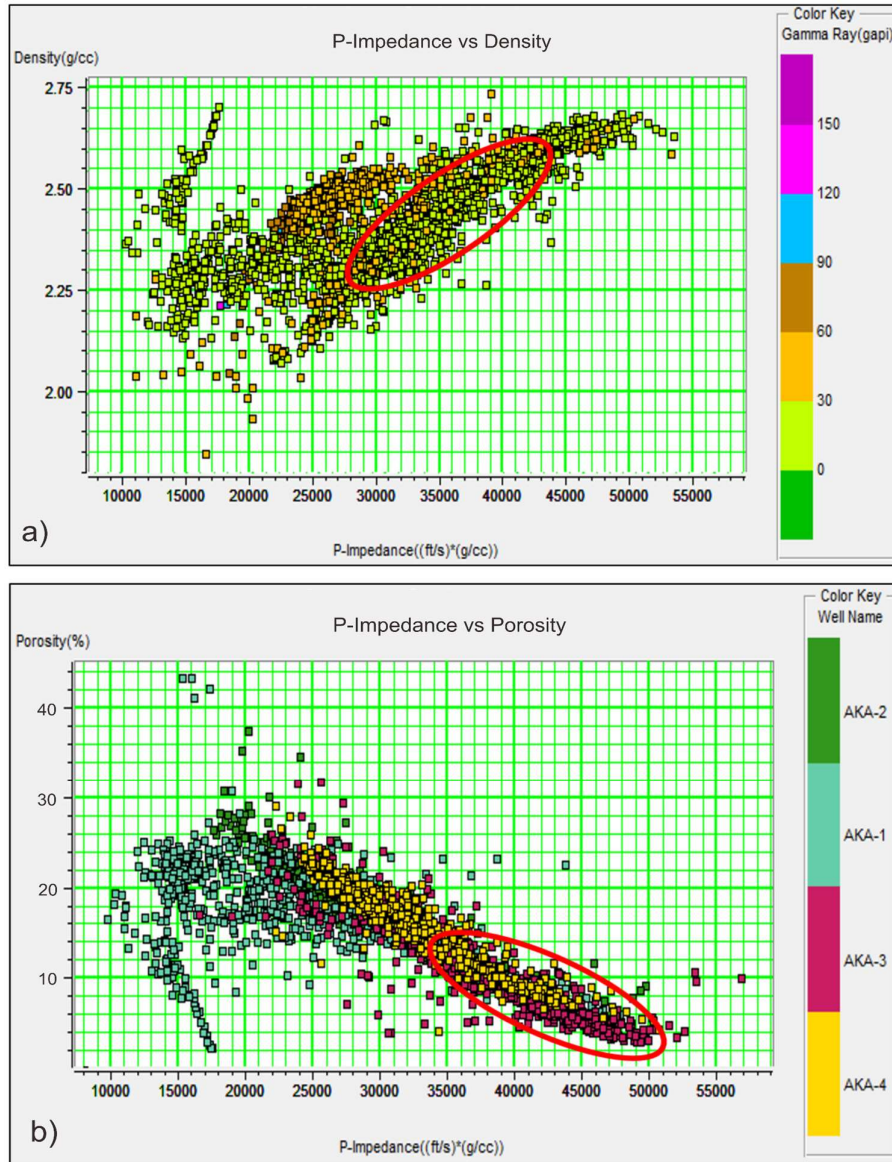 P-Impedance vs Density
Density(g/cc)
2.75
2.50
2.25
2.00
10000 15000 20000 25000 30000 35000 40000 45000 50000 55000
P-Impedance((ft/s)*(g/cc))
a)
Color Key
Gamma Ray(gapi)
150
120
90
60
30
0
P-Impedance vs Porosity
Porosity(%)
40
30
20
10
10000 15000 20000 25000 30000 35000 40000 45000 50000 55000
P-Impedance((ft/s)*(g/cc))
b)
Color Key
Well Name
AKA-2
AKA-1
AKA-3
AKA-4